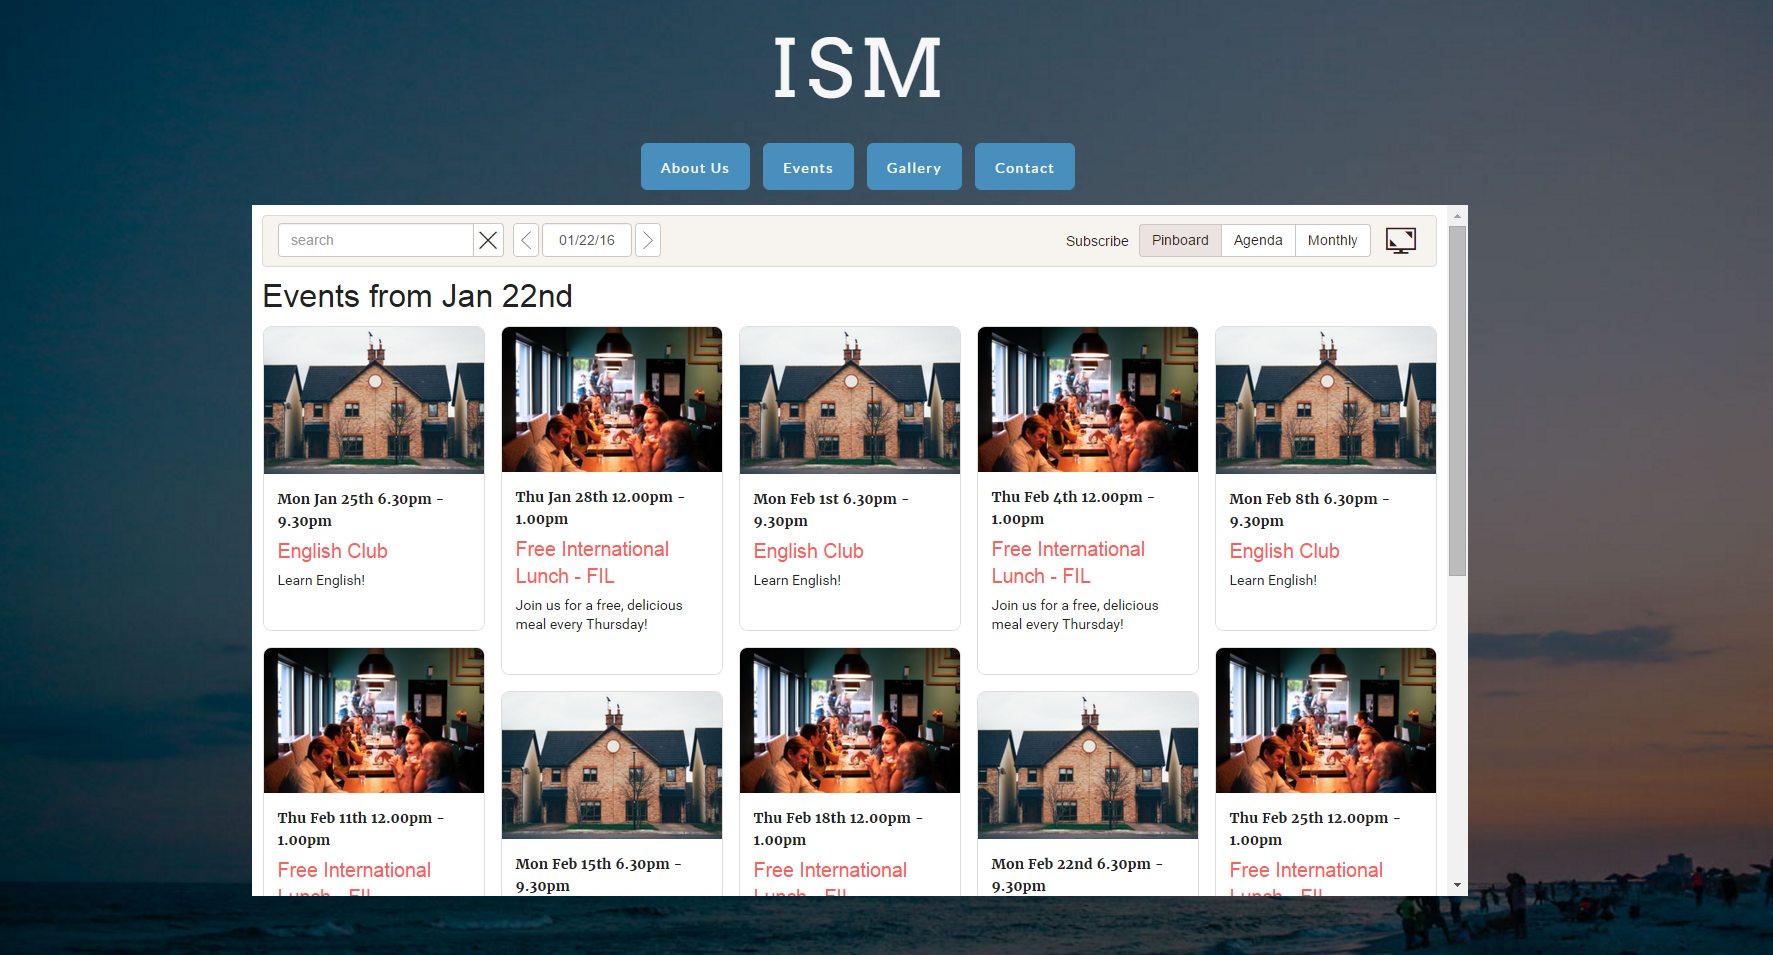 ISM
About Us Events Gallery Contact
search 01/22/16 Subscribe Pinboard Agenda Monthly
Events from Jan 22nd
Mon Jan 25th 6.30pm -
9.30pm
English Club
Learn English!
Thu Jan 28th 12.00pm -
1.00pm
Free International
Lunch - FIL
Join us for a free, delicious
meal every Thursday!
Mon Feb 1st 6.30pm -
9.30pm
English Club
Learn English!
Thu Feb 4th 12.00pm -
1.00pm
Free International
Lunch - FIL
Join us for a free, delicious
meal every Thursday!
Mon Feb 8th 6.30pm -
9.30pm
English Club
Learn English!
Thu Feb 11th 12.00pm -
1.00pm
Free International
Lunch - FIL
Mon Feb 15th 6.30pm -
9.30pm
Thu Feb 18th 12.00pm -
1.00pm
Free International
Lunch - FIL
Mon Feb 22nd 6.30pm -
9.30pm
Thu Feb 25th 12.00pm -
1.00pm
Free International
Lunch - FIL